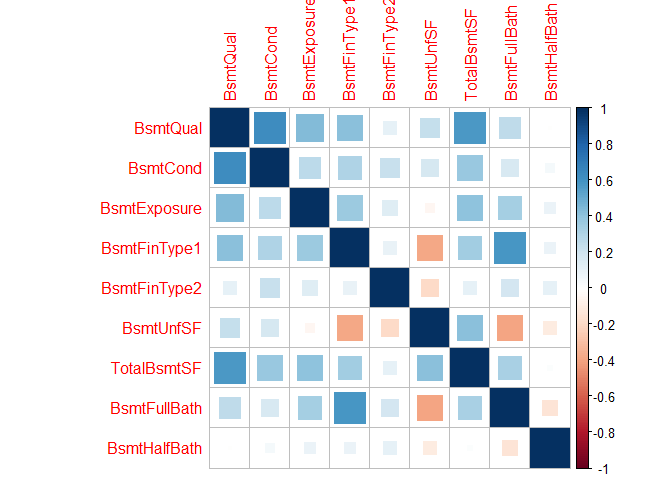 BsmtQual
BsmtCond
BsmtExposure
BsmtFinType1
BsmtFinType2
BsmtUnfSF
TotalBsmtSF
BsmtFullBath
BsmtHalfBath
BsmtQual
BsmtCond
BsmtExposure
BsmtFinType1
BsmtFinType2
BsmtUnfSF
TotalBsmtSF
BsmtFullBath
BsmtHalfBath
1
0.8
0.6
0.4
0.2
0
-0.2
-0.4
-0.6
-0.8
-1